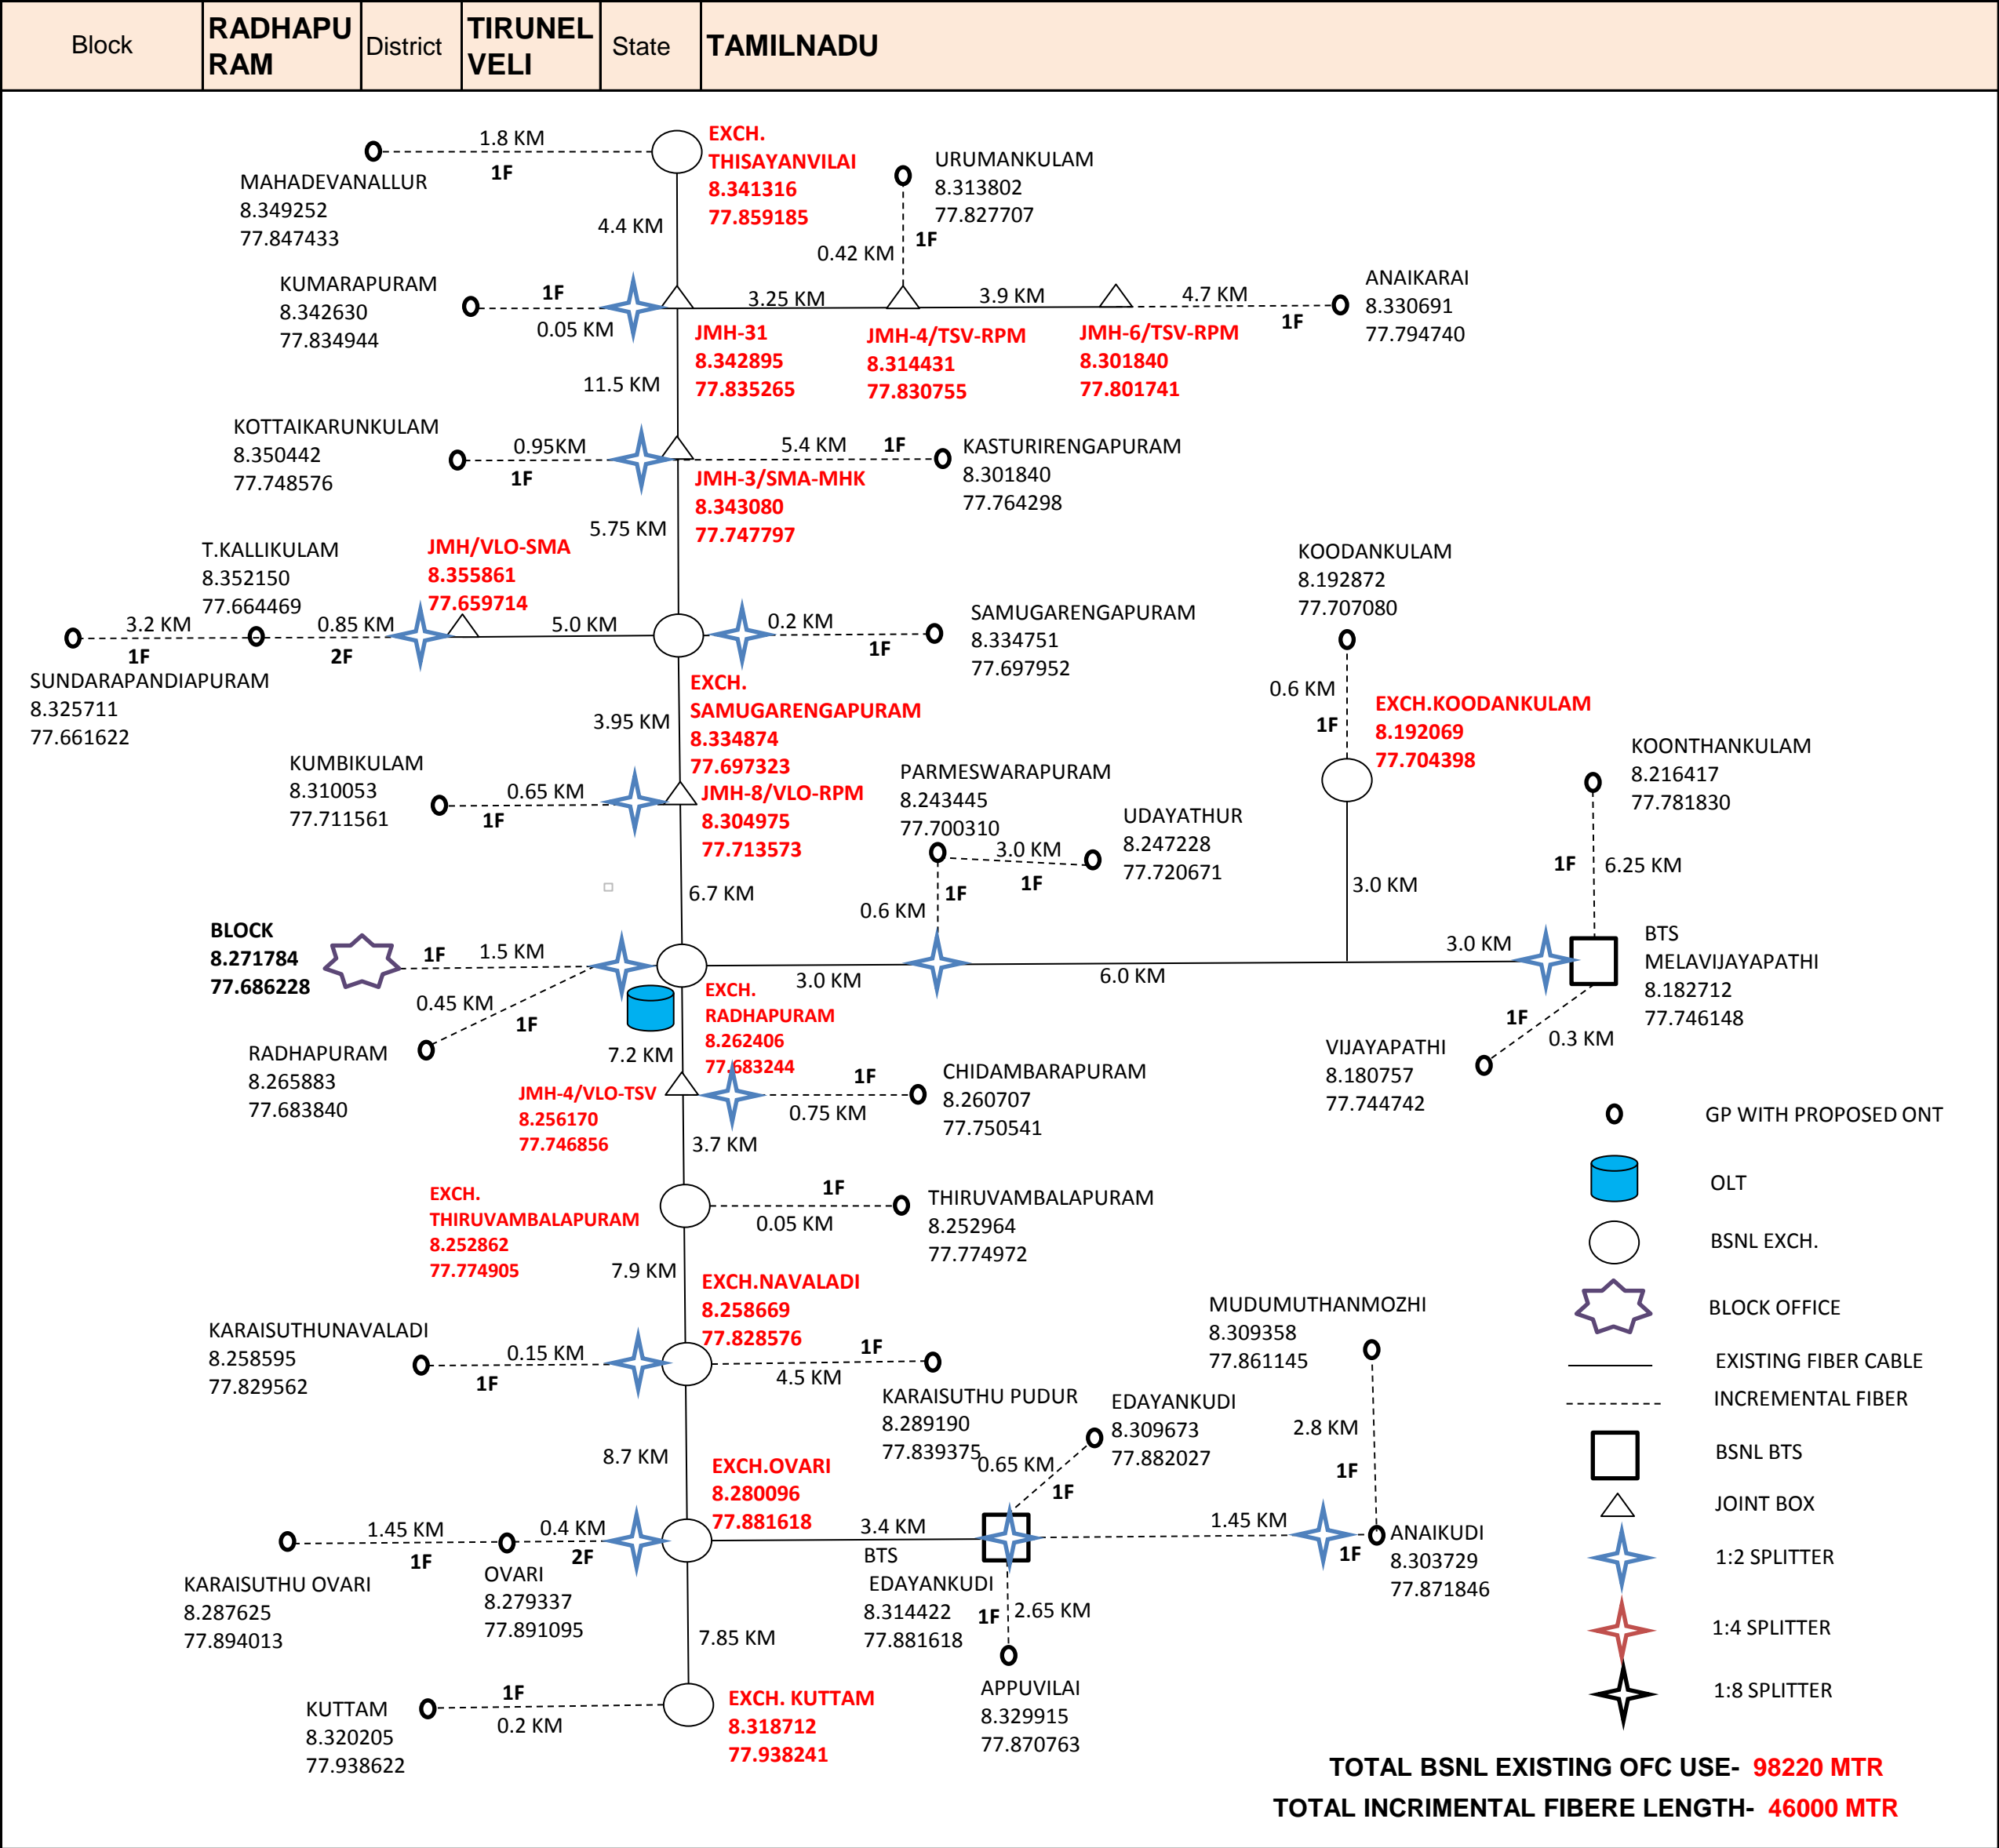 Block
RADHAPU
RAM
District
TIRUNEL
VELI
State
TAMILNADU
1.8 KM
1F
MAHADEVANALLUR
8.349252
77.847433
EXCH.
THISAYANVILAI
8.341316
77.859185
4.4 KM
URUMANKULAM
8.313802
77.827707
1F
0.42 KM
KUMARAPURAM
8.342630
77.834944
1F
0.05 KM
3.25 KM
3.9 KM
4.7 KM
1F
ANAIKARAI
8.330691
77.794740
JMH-31
8.342895
77.835265
JMH-4/TSV-RPM
8.314431
77.830755
JMH-6/TSV-RPM
8.301840
77.801741
11.5 KM
KOTTAIKARUNKULAM
8.350442
77.748576
0.95KM
1F
5.4 KM
1F
KASTURIRENGAPURAM
8.301840
77.764298
JMH-3/SMA-MHK
8.343080
77.747797
5.75 KM
T.KALLIKULAM
8.352150
77.664469
JMH/VLO-SMA
8.355861
77.659714
3.2 KM
1F
0.85 KM
2F
5.0 KM
0.2 KM
1F
SAMUGARENGAPURAM
8.334751
77.697952
SUNDARAPANDIAPURAM
8.325711
77.661622
EXCH.
SAMUGARENGAPURAM
8.334874
77.697323
3.95 KM
KOODANKULAM
8.192872
77.707080
0.6 KM
1F
EXCH.KOODANKULAM
8.192069
77.704398
KUMBIKULAM
8.310053
77.711561
0.65 KM
1F
JMH-8/VLO-RPM
8.304975
77.713573
PARMESWARAPURAM
8.243445
77.700310
3.0 KM
1F
UDAYATHUR
8.247228
77.720671
KOONTHANKULAM
8.216417
77.781830
1F
6.25 KM
6.7 KM
1F
0.6 KM
3.0 KM
BLOCK
8.271784
77.686228
1F
1.5 KM
0.45 KM
1F
RADHAPURAM
8.265883
77.683840
3.0 KM
6.0 KM
3.0 KM
BTS
MELAVIJAYAPATHI
8.182712
77.746148
EXCH.
RADHAPURAM
8.262406
77.683244
7.2 KM
1F
0.3 KM
VIJAYAPATHI
8.180757
77.744742
JMH-4/VLO-TSV
8.256170
77.746856
1F
0.75 KM
CHIDAMBARAPURAM
8.260707
77.750541
3.7 KM
GP WITH PROPOSED ONT
OLT
BSNL EXCH.
BLOCK OFFICE
EXISTING FIBER CABLE
INCREMENTAL FIBER
BSNL BTS
JOINT BOX
1:2 SPLITTER
1:4 SPLITTER
1:8 SPLITTER
EXCH.
THIRUVAMBALAPURAM
8.252862
77.774905
1F
0.05 KM
THIRUVAMBALAPURAM
8.252964
77.774972
7.9 KM
EXCH.NAVALADI
8.258669
77.828576
KARAISUTHUNAVALADI
8.258595
77.829562
0.15 KM
1F
1F
4.5 KM
KARAISUTHU PUDUR
8.289190
77.839375
MUDUMUTHANMOZHI
8.309358
77.861145
2.8 KM
1F
EDAYANKUDI
8.309673
77.882027
0.65 KM
1F
8.7 KM
EXCH.OVARI
8.280096
77.881618
1.45 KM
1F
0.4 KM
2F
KARAISUTHU OVARI
8.287625
77.894013
OVARI
8.279337
77.891095
3.4 KM
BTS
EDAYANKUDI
8.314422
77.881618
1.45 KM
1F
ANAIKUDI
8.303729
77.871846
1F
2.65 KM
APPUVILAI
8.329915
77.870763
7.85 KM
KUTTAM
8.320205
77.938622
1F
0.2 KM
EXCH. KUTTAM
8.318712
77.938241
TOTAL BSNL EXISTING OFC USE- 98220 MTR
TOTAL INCRIMENTAL FIBERE LENGTH- 46000 MTR